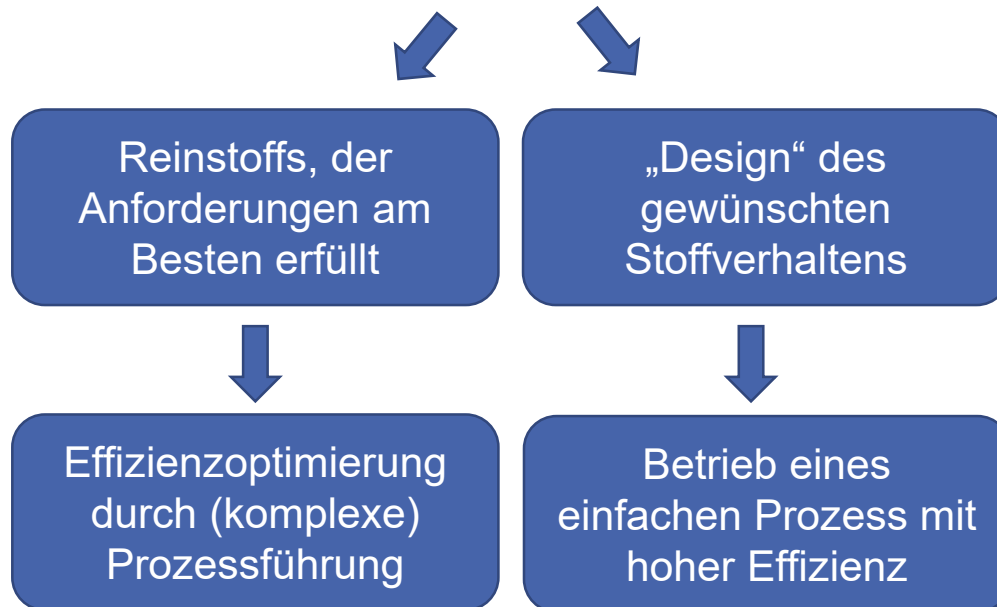 Reinstoffs, der
Anforderungen am
Besten erfüllt
„Design“ des
gewünschten
Stoffverhaltens
Effizienzoptimierung
durch (komplexe)
Prozessführung
Betrieb eines
einfachen Prozess mit
hoher Effizienz